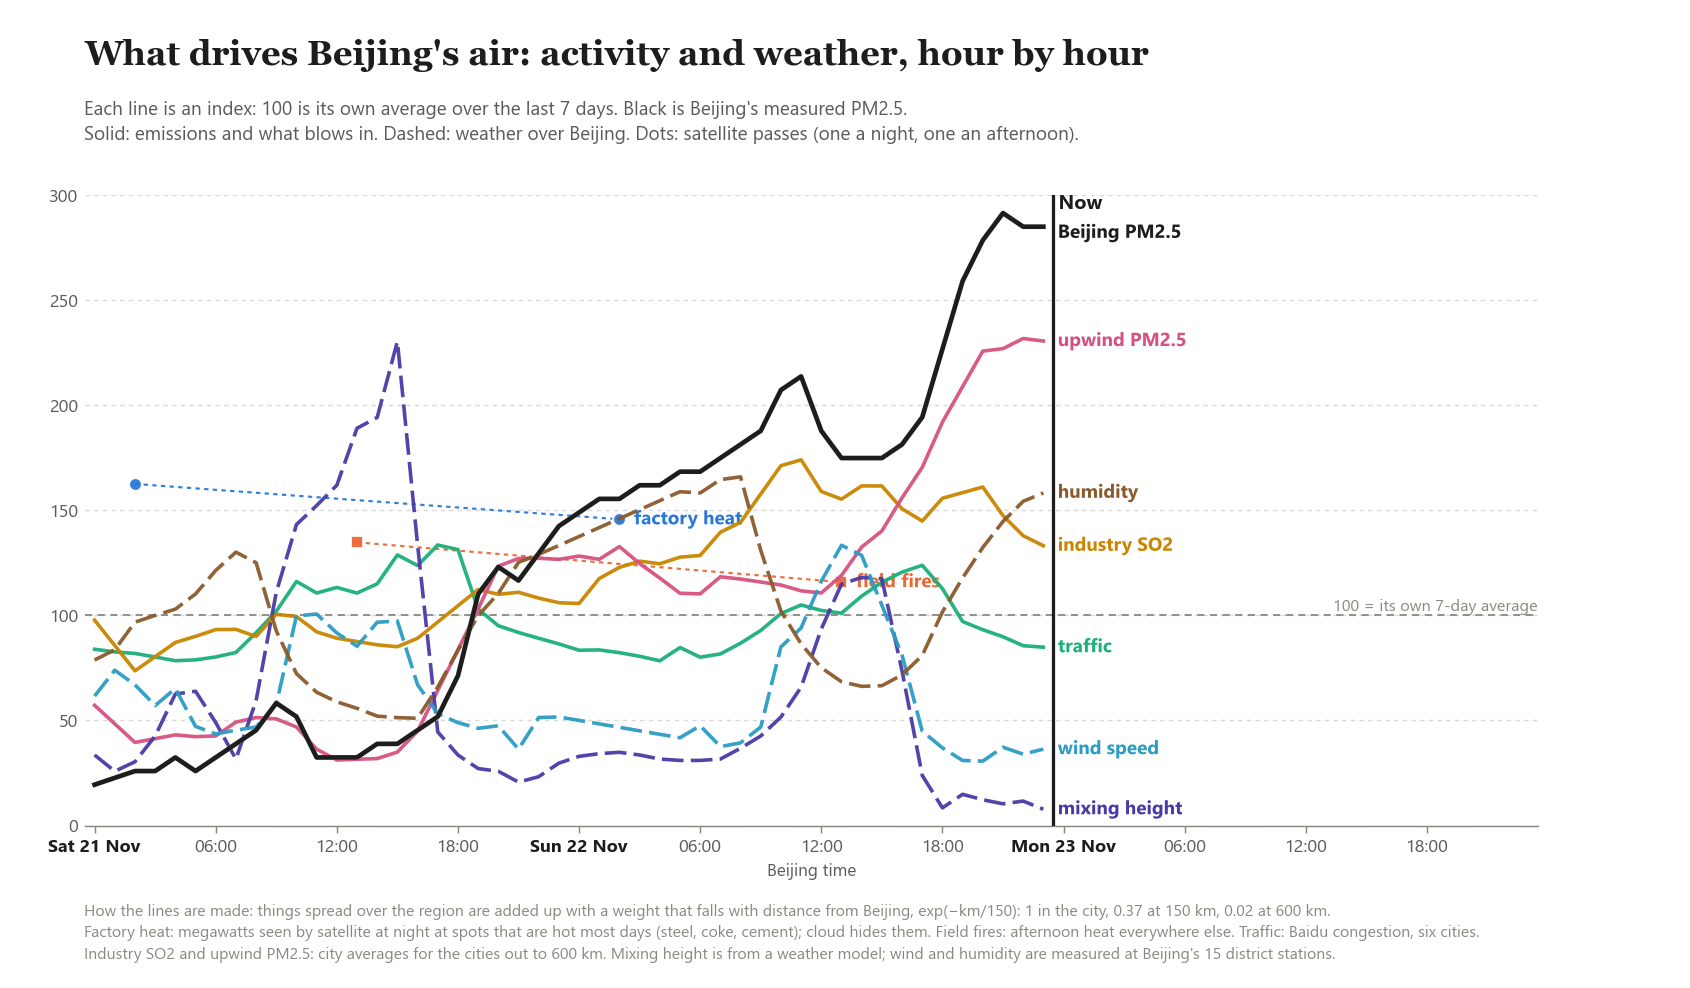 What drives Beijing's air: activity and weather, hour by hour
Each line is an index: 100 is its own average over the last 7 days. Black is Beijing's measured PM2.5.
Solid: emissions and what blows in. Dashed: weather over Beijing. Dots: satellite passes (one a night, one an afternoon).
300
Now
Beijing PM2.5
250
upwind PM2.5
200
humidity
150
factory heat
industry SO2
field fires
100 = its own 7-day average
100
traffic
50
wind speed
mixing height
0
Sat 21 Nov 06:00 12:00 18:00 Sun 22 Nov 06:00 12:00 18:00 Mon 23 Nov 06:00 12:00 18:00
Beijing time
How the lines are made: things spread over the region are added up with a weight that falls with distance from Beijing, exp(−km/150): 1 in the city, 0.37 at 150 km, 0.02 at 600 km.
Factory heat: megawatts seen by satellite at night at spots that are hot most days (steel, coke, cement); cloud hides them. Field fires: afternoon heat everywhere else. Traffic: Baidu congestion, six cities.
Industry SO2 and upwind PM2.5: city averages for the cities out to 600 km. Mixing height is from a weather model; wind and humidity are measured at Beijing's 15 district stations.